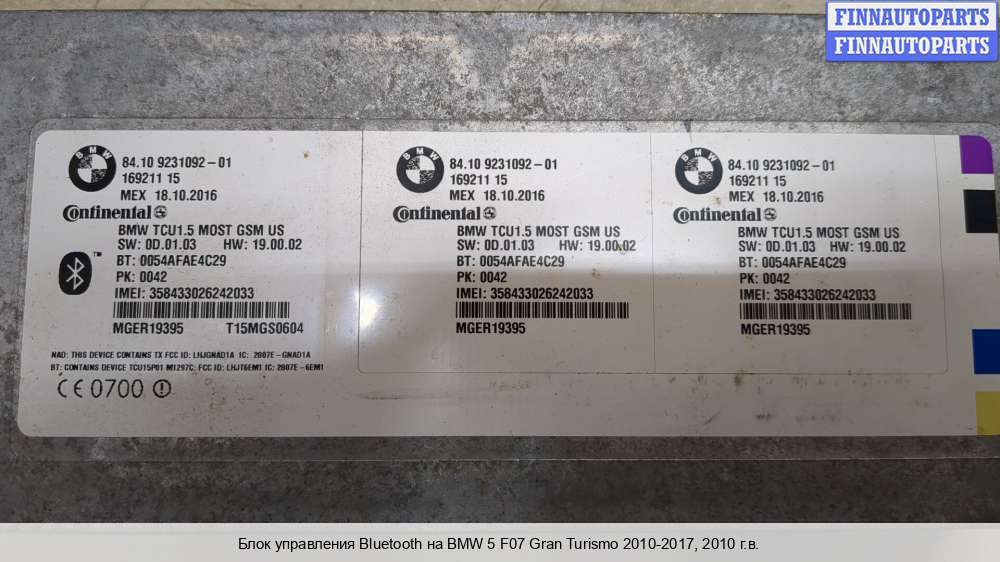 FINNAUTOPARTS
FINNAUTOPARTS
BMW
84.10 9231092-01
169211 15
MEX 18.10.2016
Continental
BMW TCU1.5 MOST GSM US
SW: 0D.01.03 HW: 19.00.02
BT: 0054AFAE4C29
PK: 0042
IMEI: 358433026242033
MGER19395 T15MGS0604
NAD: THIS DEVICE CONTAINS TX FCC ID: LHJGNAD1A IC: 2807E-GNAD1A
BT: CONTAINS DEVICE TCU15P01 M1297C, FCC ID: LHJT6EM1 IC: 2807E-6EM1
CE 0700
BMW
84.10 9231092-01
169211 15
MEX 18.10.2016
Continental
BMW TCU1.5 MOST GSM US
SW: 0D.01.03 HW: 19.00.02
BT: 0054AFAE4C29
PK: 0042
IMEI: 358433026242033
MGER19395
BMW
84.10 9231092-01
169211 15
MEX 18.10.2016
Continental
BMW TCU1.5 MOST GSM US
SW: 0D.01.03 HW: 19.00.02
BT: 0054AFAE4C29
PK: 0042
IMEI: 358433026242033
MGER19395
Блок управления Bluetooth на BMW 5 F07 Gran Turismo 2010-2017, 2010 г.в.